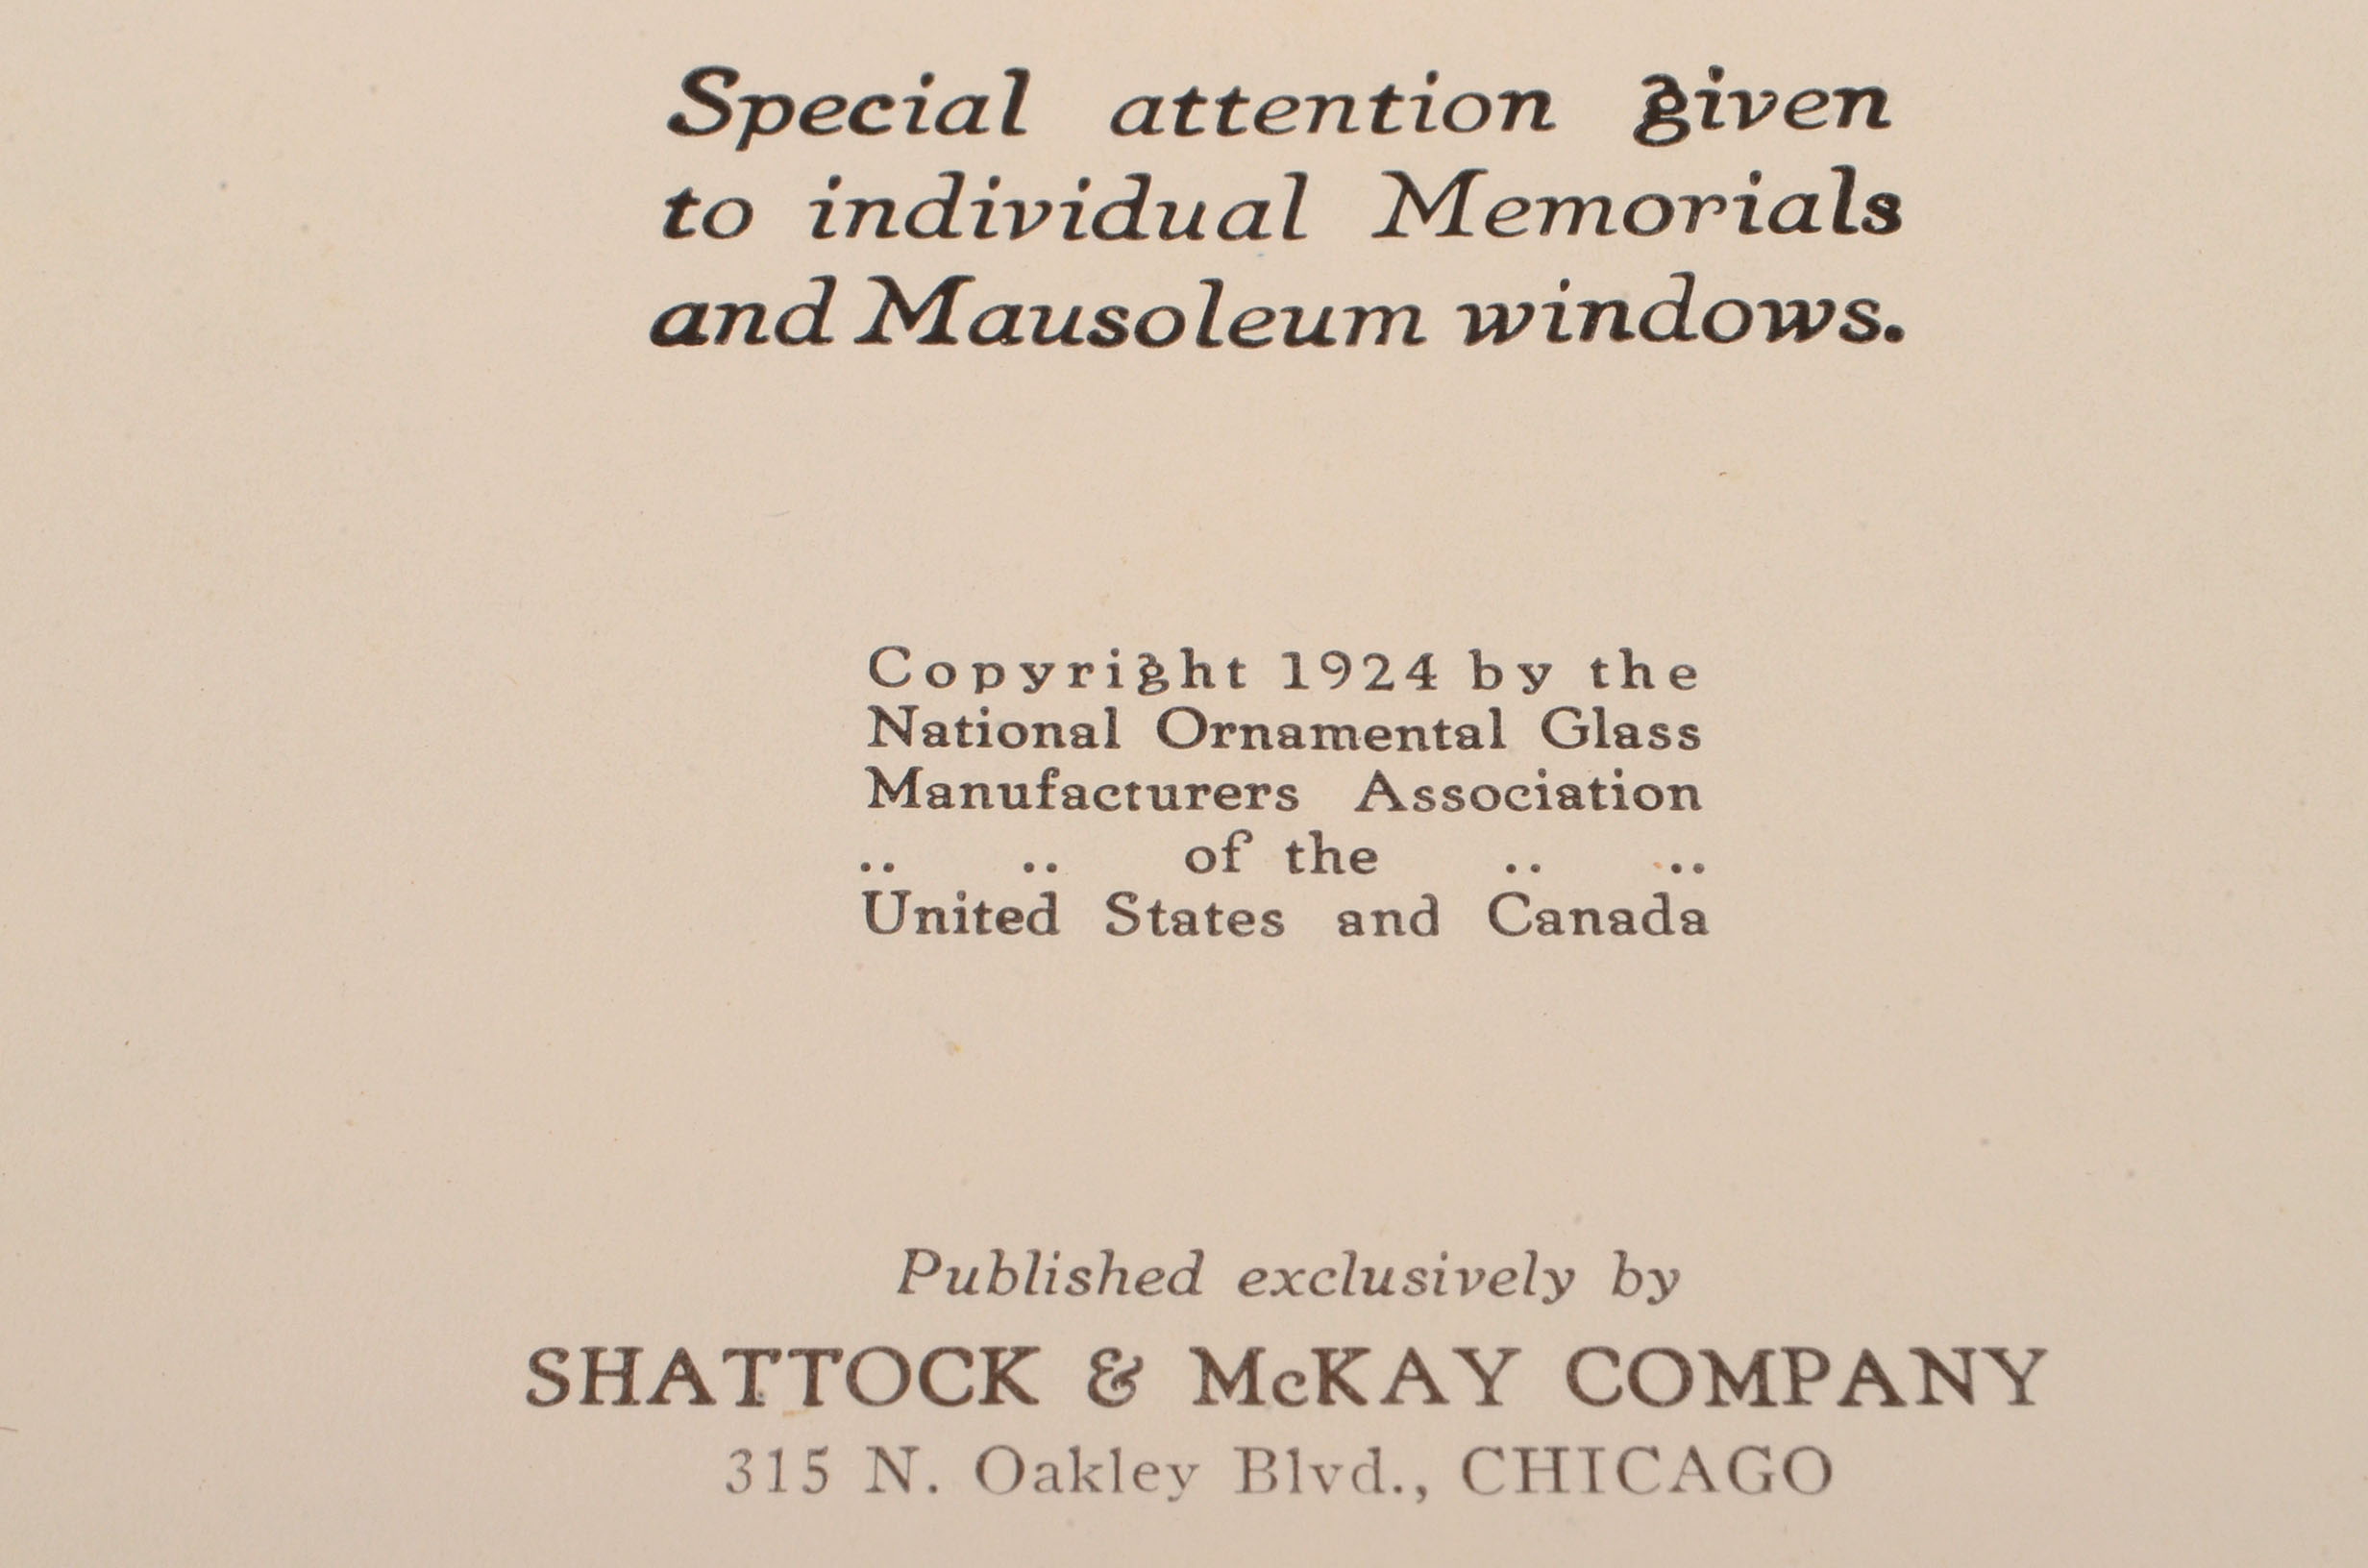 Special attention given
to individual Memorials
and Mausoleum windows.
Copyright 1924 by the
National Ornamental Glass
Manufacturers Association
.. .. of the .. ..
United States and Canada
Published exclusively by
SHATTOCK & McKAY COMPANY
315 N. Oakley Blvd., CHICAGO